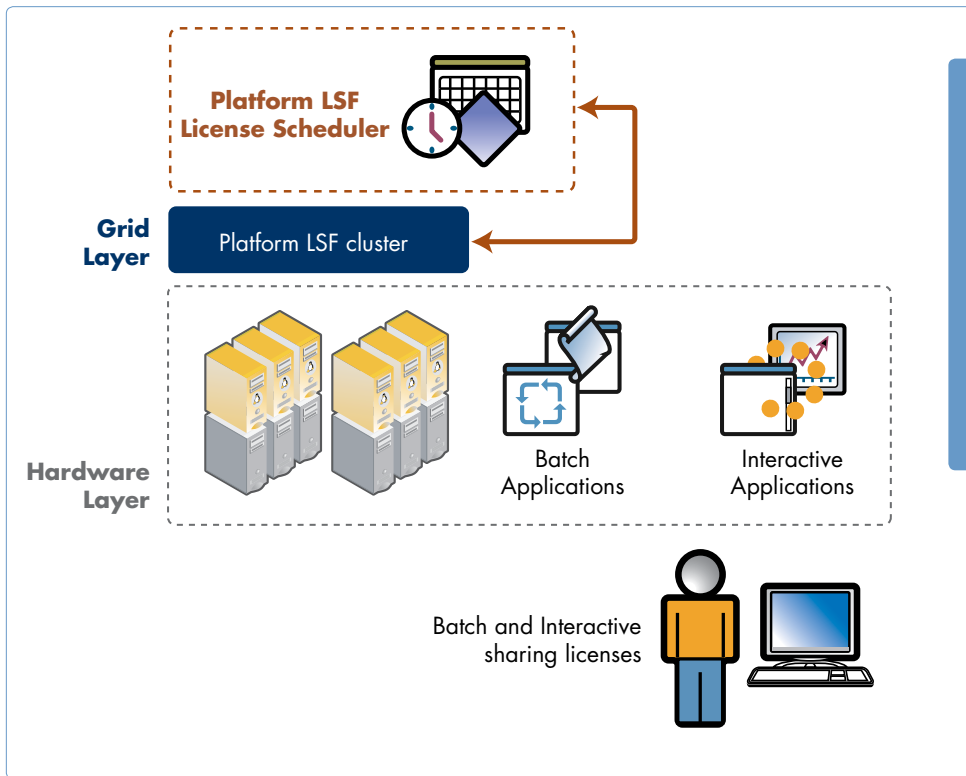 Platform LSF
License Scheduler
Grid
Layer
Platform LSF cluster
Hardware
Layer
Batch
Applications
Interactive
Applications
Batch and Interactive
sharing licenses